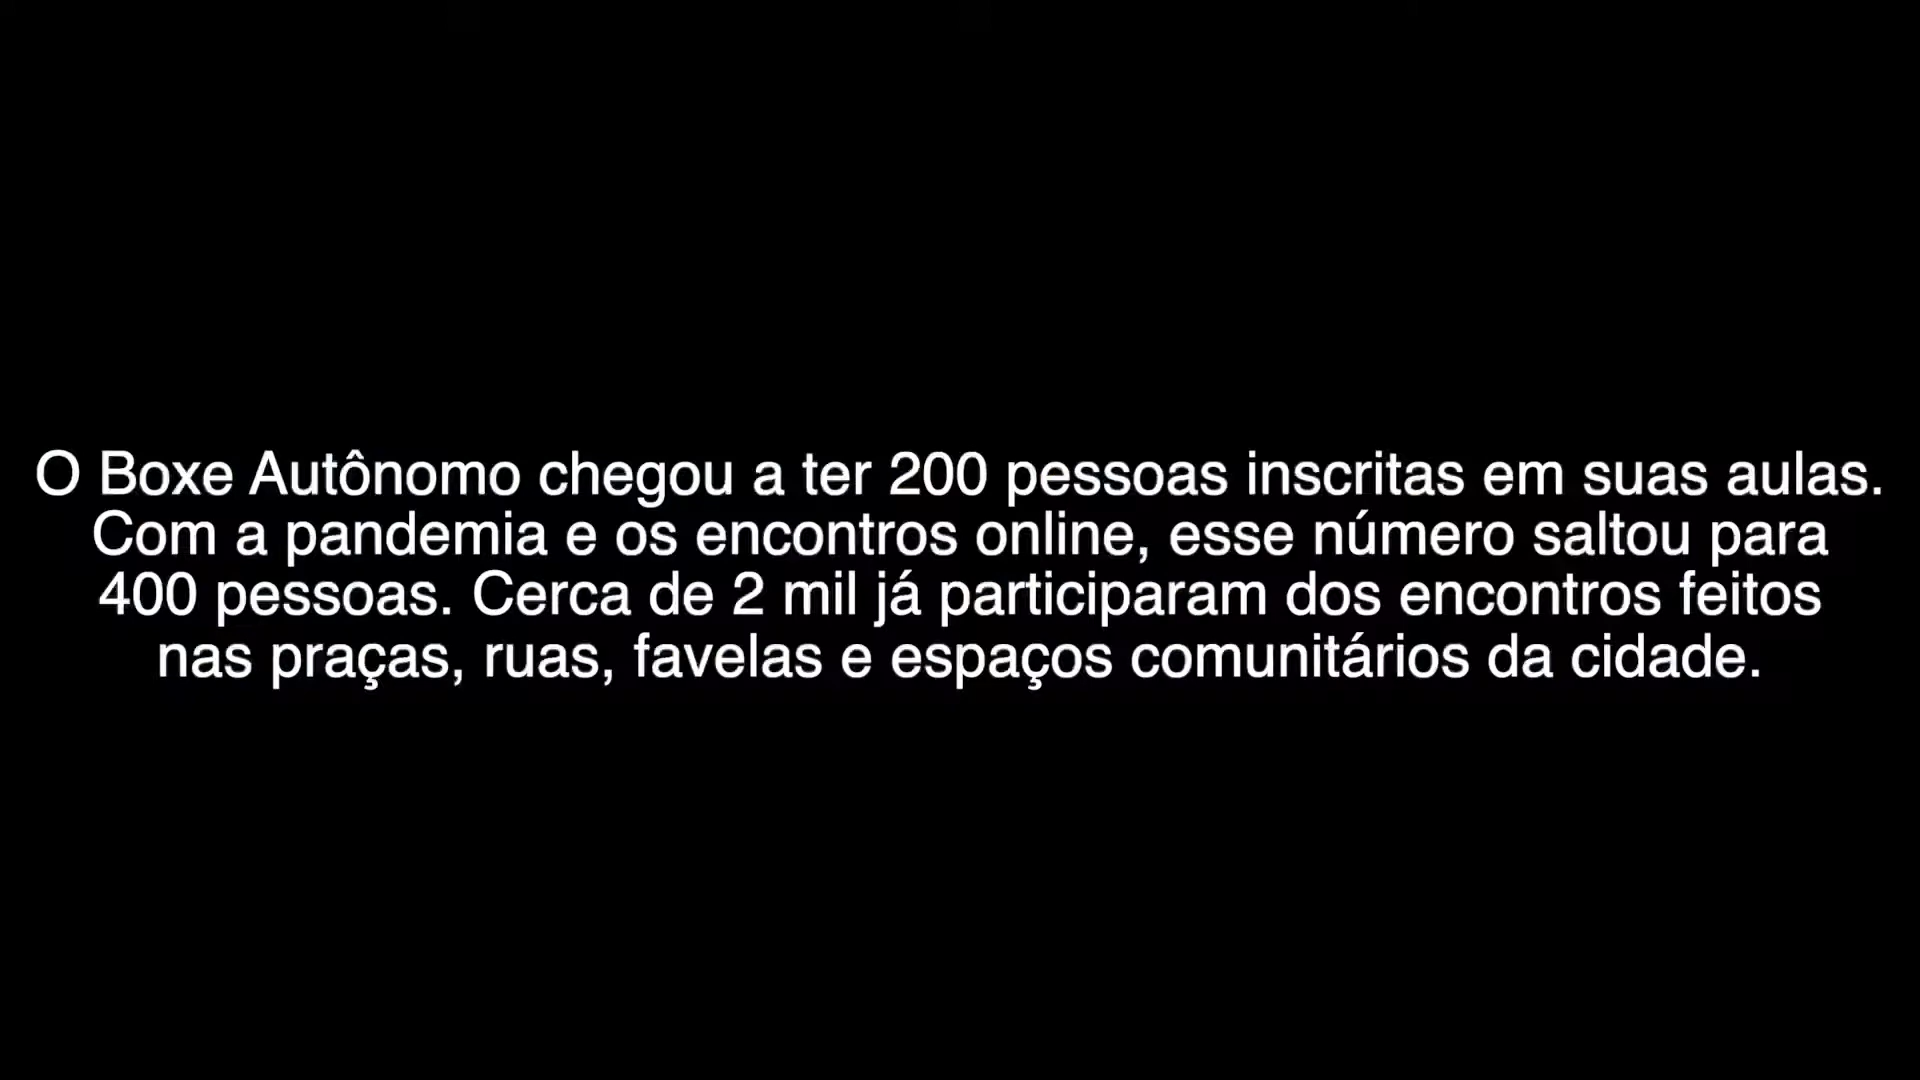 O Boxe Autônomo chegou a ter 200 pessoas inscritas em suas aulas.
Com a pandemia e os encontros online, esse número saltou para
400 pessoas. Cerca de 2 mil já participaram dos encontros feitos
nas praças, ruas, favelas e espaços comunitários da cidade.